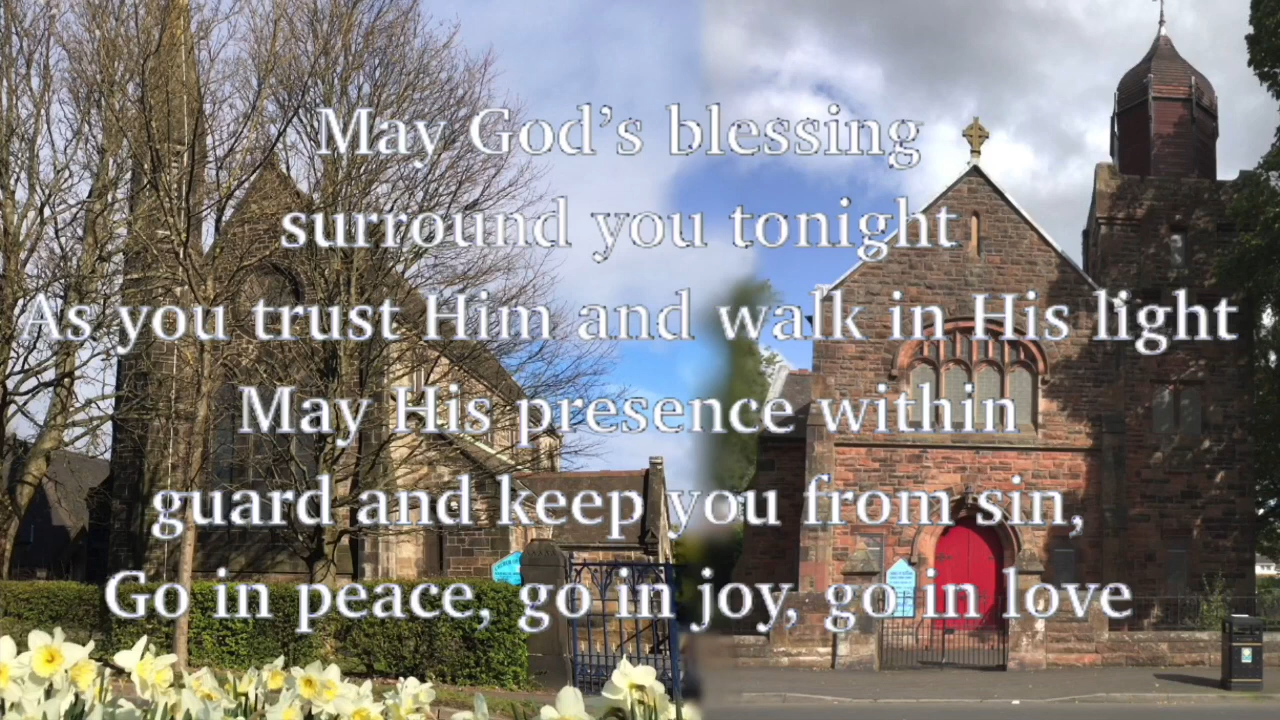 May God’s blessing
surround you tonight
As you trust Him and walk in His light
May His presence within
guard and keep you from sin,
Go in peace, go in joy, go in love